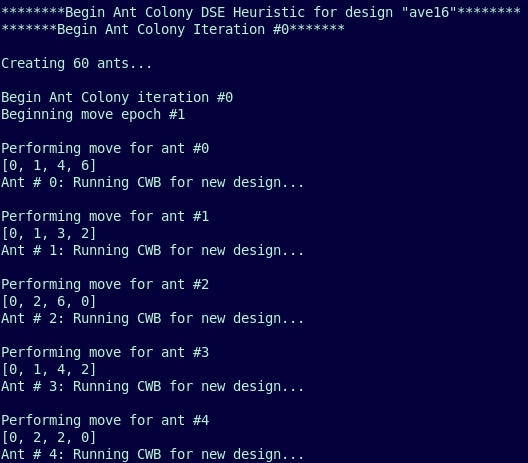 ********Begin Ant Colony DSE Heuristic for design "ave16"********
*******Begin Ant Colony Iteration #0*******
Creating 60 ants...
Begin Ant Colony iteration #0
Beginning move epoch #1
Performing move for ant #0
[0, 1, 4, 6]
Ant # 0: Running CWB for new design...
Performing move for ant #1
[0, 1, 3, 2]
Ant # 1: Running CWB for new design...
Performing move for ant #2
[0, 2, 6, 0]
Ant # 2: Running CWB for new design...
Performing move for ant #3
[0, 1, 4, 2]
Ant # 3: Running CWB for new design...
Performing move for ant #4
[0, 2, 2, 0]
Ant # 4: Running CWB for new design...